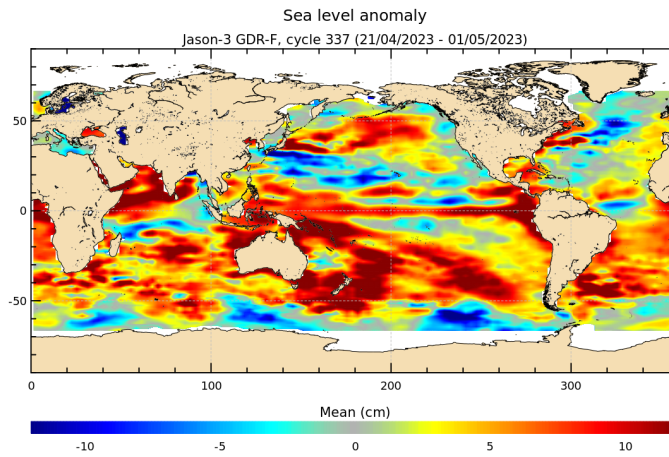 Sea level anomaly
Jason-3 GDR-F, cycle 337 (21/04/2023 - 01/05/2023)
50
0
-50
0 100 200 300
Mean (cm)
-10 -5 0 5 10